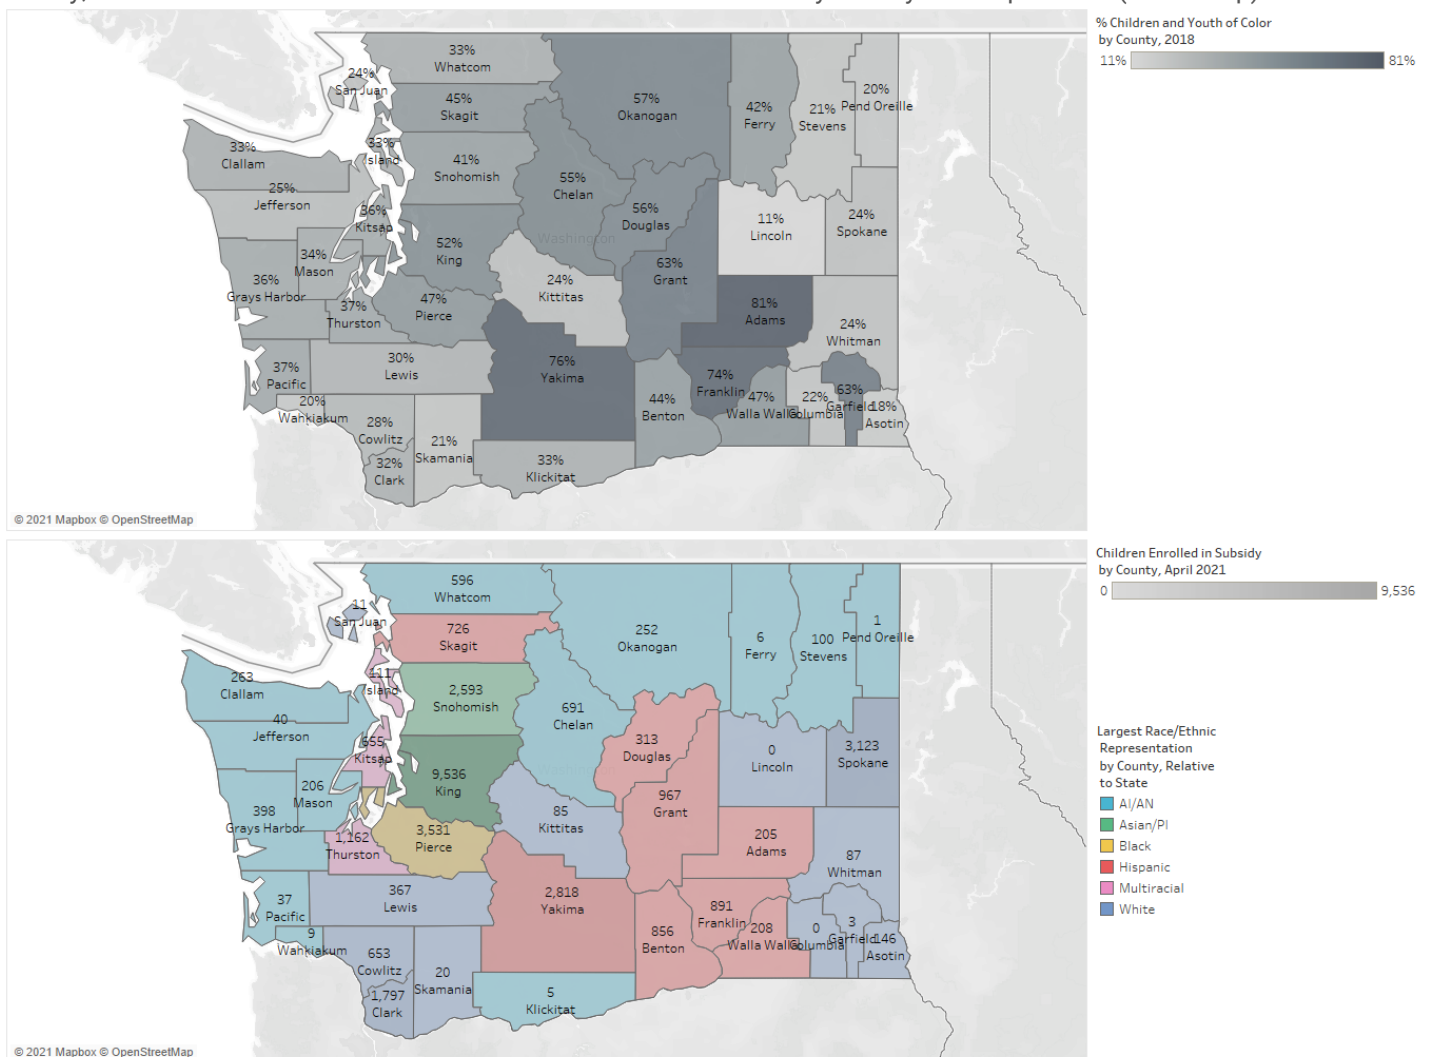 % Children and Youth of Color
by County, 2018
11% 81%
33%
Whatcom
24%
San Juan
45%
Skagit
57%
Okanogan
42%
Ferry
21%
Stevens
20%
Pend Oreille
33%
Clallam
33%
Island
41%
Snohomish
55%
Chelan
25%
Jefferson
36%
Kitsap
56%
Douglas
11%
Lincoln
24%
Spokane
52%
King
Washington
34%
Mason
36%
Grays Harbor
24%
Kittitas
63%
Grant
47%
Pierce
37%
Thurston
81%
Adams
24%
Whitman
30%
Lewis
37%
Pacific
76%
Yakima
74%
Franklin
44%
Benton
47%
Walla Walla
22%
Columbia
63%
Garfield
18%
Asotin
20%
Wahkiakum
28%
Cowlitz
21%
Skamania
32%
Clark
33%
Klickitat
© 2021 Mapbox © OpenStreetMap
Children Enrolled in Subsidy
by County, April 2021
0 9,536
596
Whatcom
11
San Juan
726
Skagit
252
Okanogan
6
Ferry
100
Stevens
1
Pend Oreille
263
Clallam
411
Island
2,593
Snohomish
691
Chelan
40
Jefferson
655
Kitsap
313
Douglas
0
Lincoln
3,123
Spokane
9,536
King
Washington
206
Mason
398
Grays Harbor
85
Kittitas
967
Grant
3,531
Pierce
1,162
Thurston
205
Adams
87
Whitman
367
Lewis
37
Pacific
2,818
Yakima
891
Franklin
856
Benton
208
Walla Walla
0
Columbia
3
Garfield
146
Asotin
9
Wahkiakum
653
Cowlitz
20
Skamania
1,797
Clark
5
Klickitat
Largest Race/Ethnic
Representation
by County, Relative
to State
AI/AN
Asian/PI
Black
Hispanic
Multiracial
White
© 2021 Mapbox © OpenStreetMap